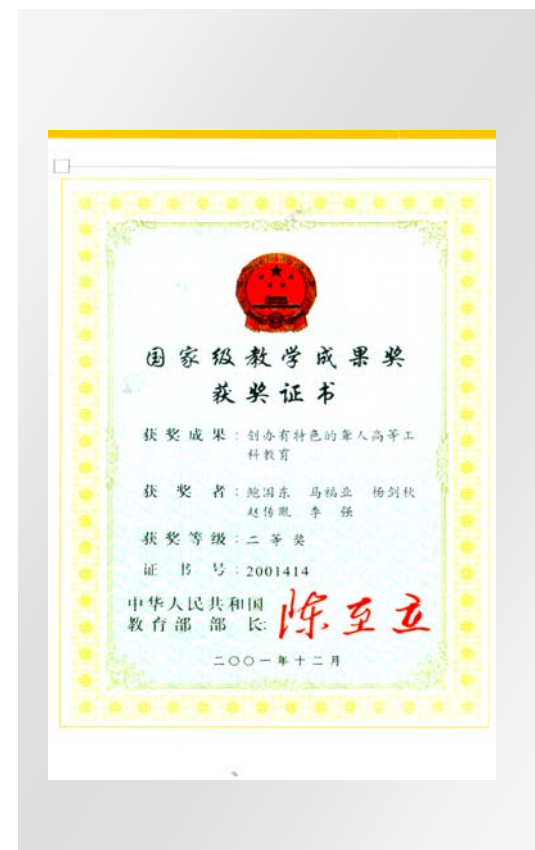 国家级教学成果奖
获奖证书
获奖成果：创办有特色的聋人高等工
科教育
获奖者：鲍国东 马福业 杨剑秋
赵传胤 李强
获奖等级：二等奖
证书号：2001414
中华人民共和国
教育部部长：陈至立
二〇〇一年十二月